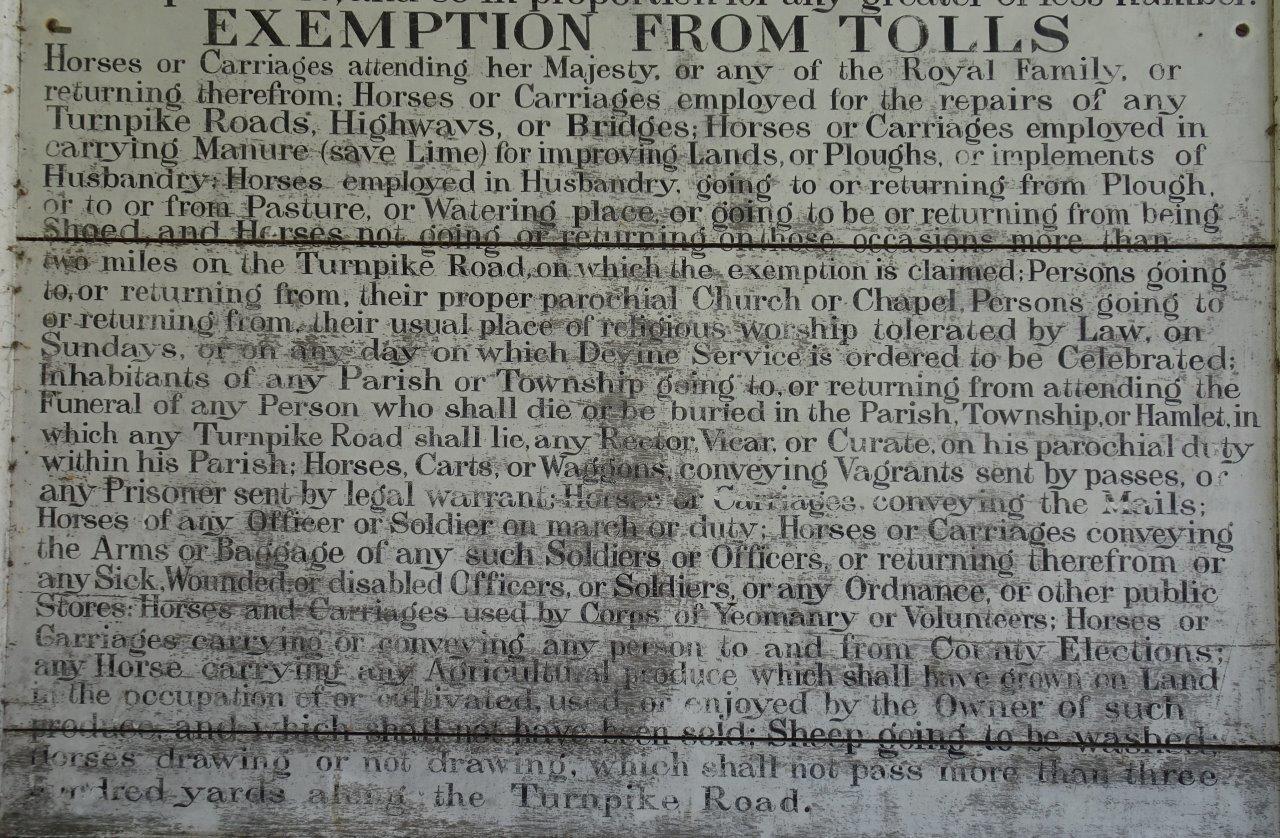 and so in proportion for any greater or less number.
EXEMPTION FROM TOLLS
Horses or Carriages attending her Majesty, or any of the Royal Family, or
returning therefrom; Horses or Carriages employed for the repairs of any
Turnpike Roads, Highways, or Bridges; Horses or Carriages employed in
carrying Manure (save Lime) for improving Lands, or Ploughs, or implements of
Husbandry; Horses employed in Husbandry, going to or returning from Plough,
or to or from Pasture, or Watering place, or going to be or returning from being
Shoed, and Horses not going or returning on those occasions more than
two miles on the Turnpike Road, on which the exemption is claimed; Persons going
to, or returning from, their proper parochial Church or Chapel, Persons going to
or returning from, their usual place of religious worship tolerated by Law, on
Sundays, or on any day on which Devine Service is ordered to be Celebrated;
Inhabitants of any Parish or Township going to, or returning from attending the
Funeral of any Person who shall die or be buried in the Parish, Township, or Hamlet, in
which any Turnpike Road shall lie, any Rector, Vicar, or Curate, on his parochial duty
within his Parish; Horses, Carts, or Waggons, conveying Vagrants sent by passes, or
any Prisoner sent by legal warrant; Horses or Carriages, conveying the Mails;
Horses of any Officer or Soldier on march or duty; Horses or Carriages conveying
the Arms or Baggage of any such Soldiers or Officers, or returning therefrom or
any Sick, Wounded or disabled Officers, or Soldiers, or any Ordnance, or other public
Stores; Horses and Carriages used by Corps of Yeomanry or Volunteers; Horses or
Carriages carrying or conveying any person to and from County Elections;
any Horse carrying any Agricultural produce which shall have grown on Land
in the occupation of or cultivated, used, or enjoyed by the Owner of such
produce, and which shall not have been sold; Sheep going to be washed;
Horses drawing or not drawing, which shall not pass more than three
hundred yards along the Turnpike Road.